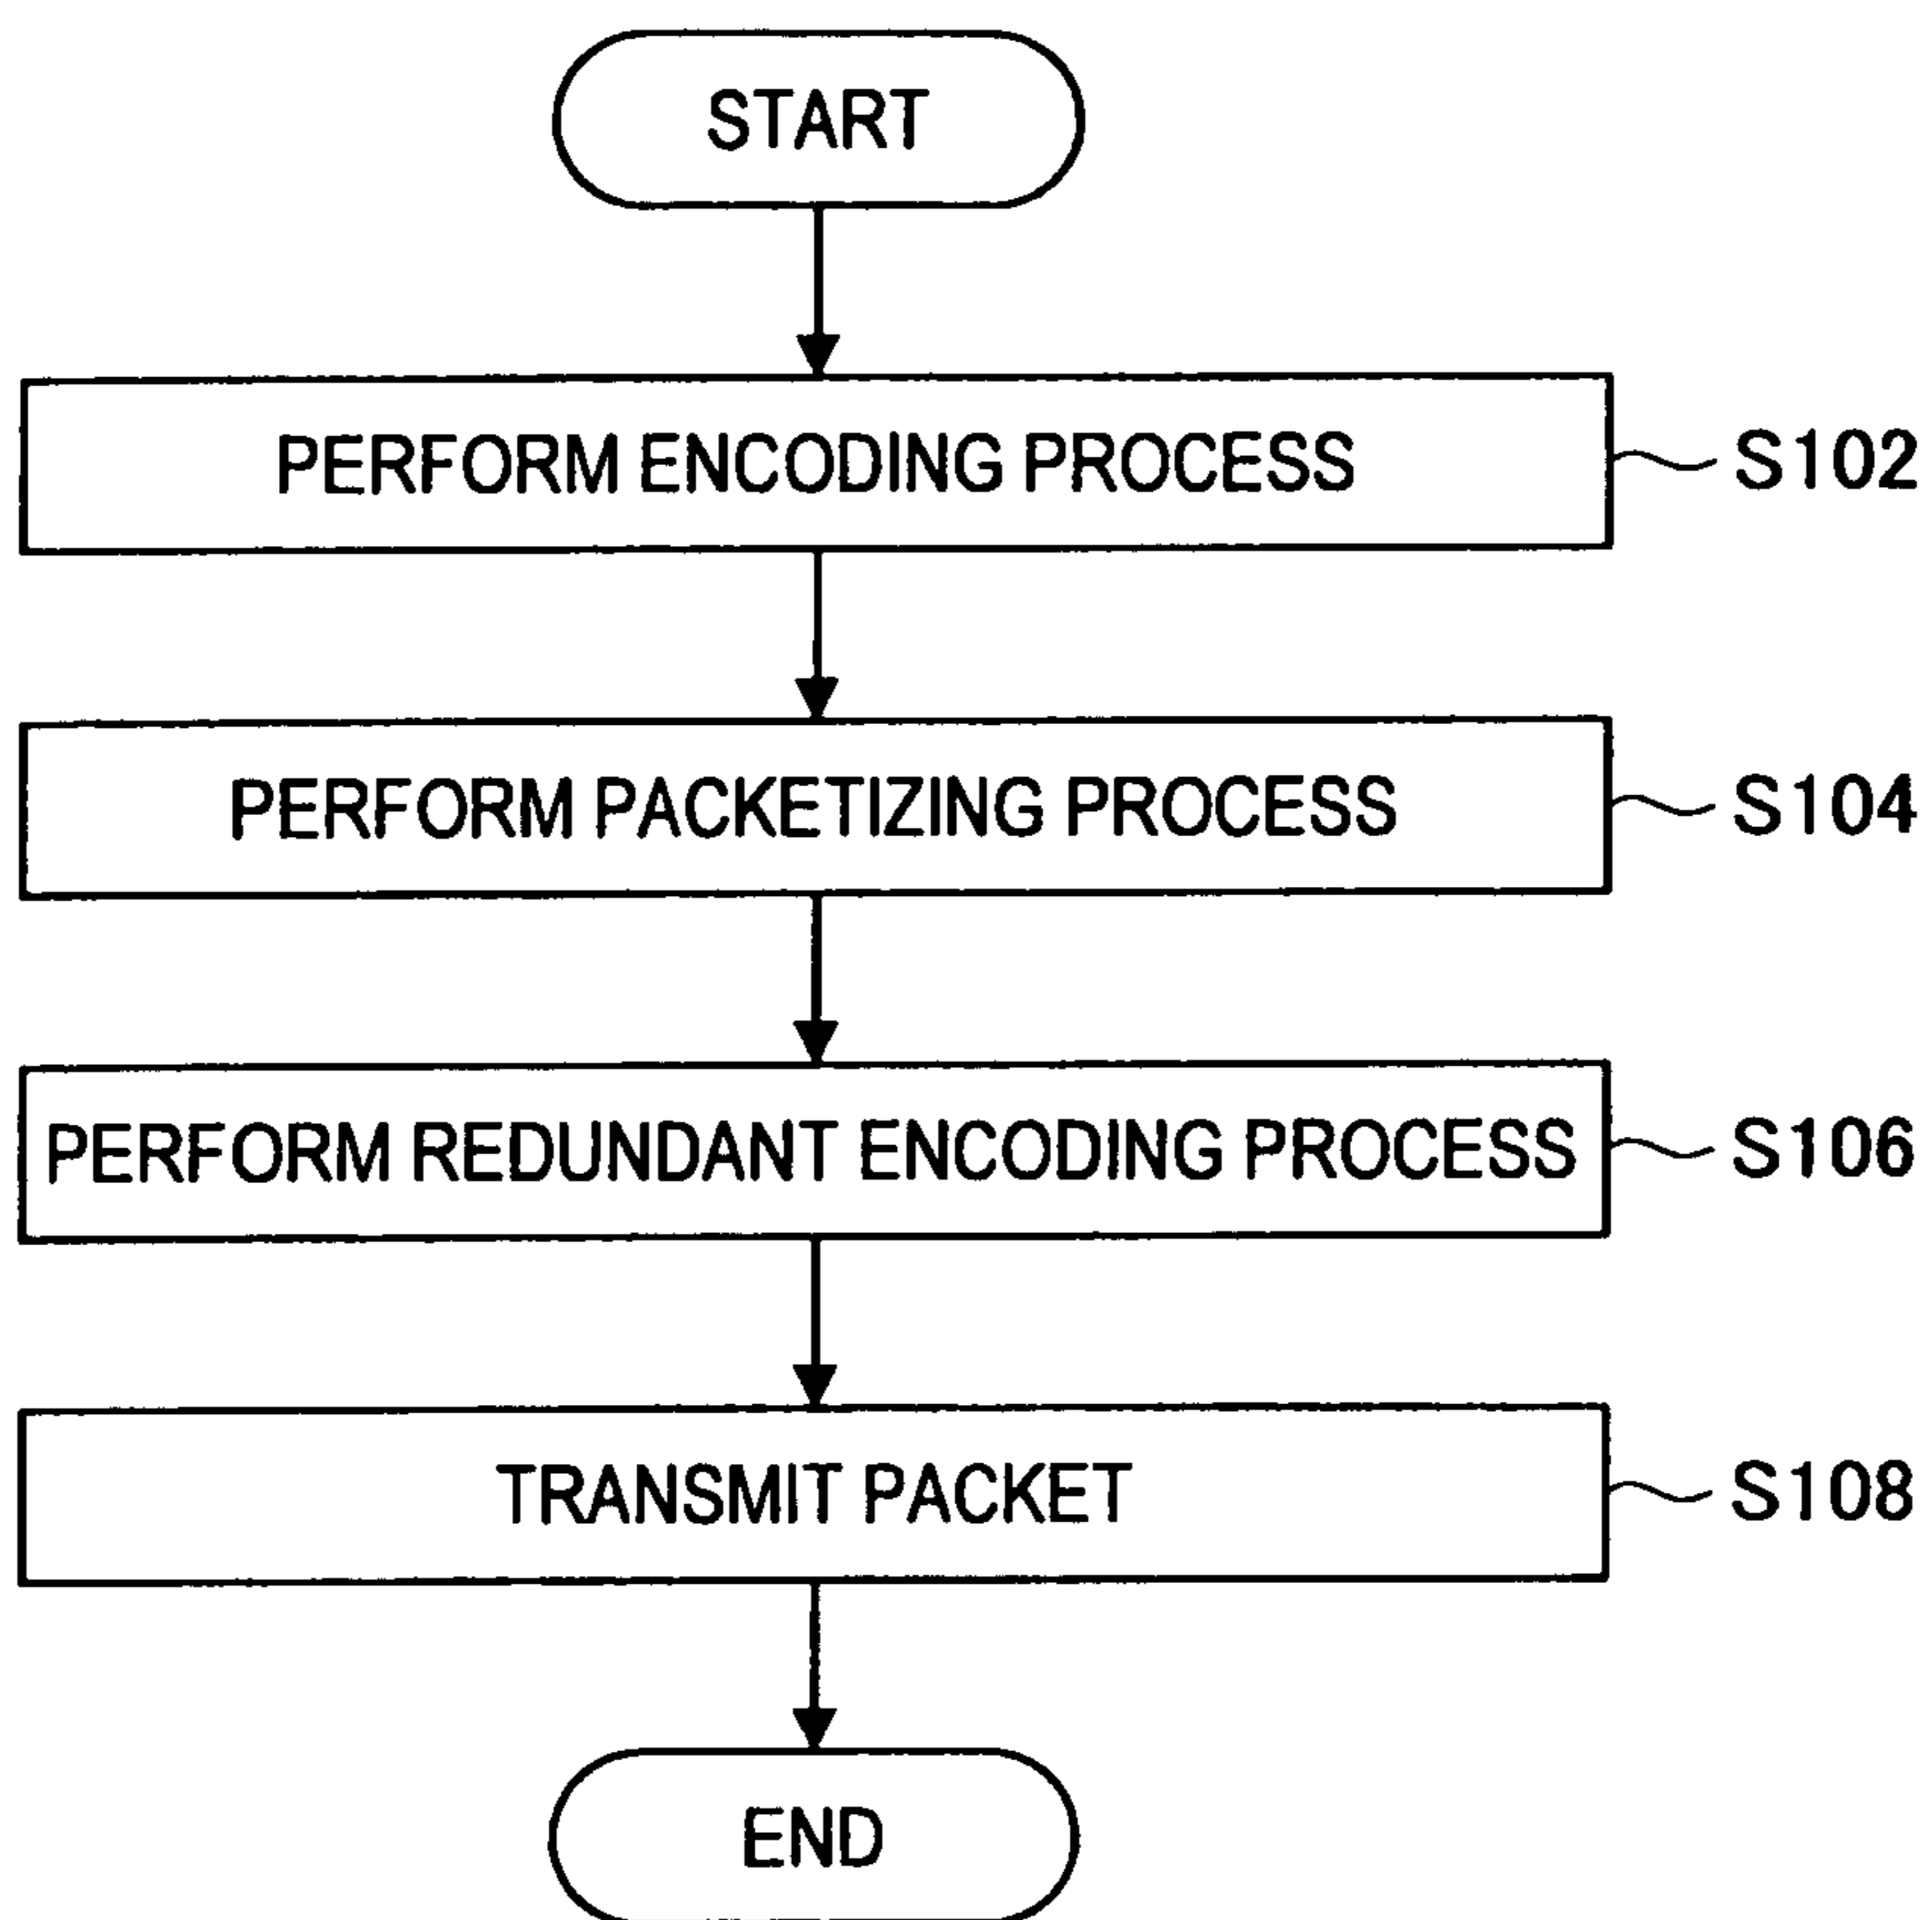 START
PERFORM ENCODING PROCESS
S102
PERFORM PACKETIZING PROCESS
S104
PERFORM REDUNDANT ENCODING PROCESS
S106
TRANSMIT PACKET
S108
END